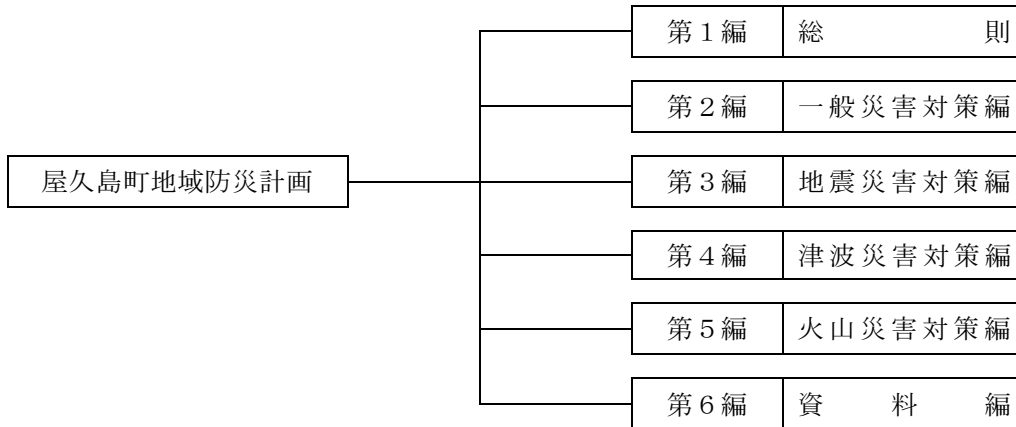 第１編 総則
第２編 一般災害対策編
屋久島町地域防災計画
第３編 地震災害対策編
第４編 津波災害対策編
第５編 火山災害対策編
第６編 資料編